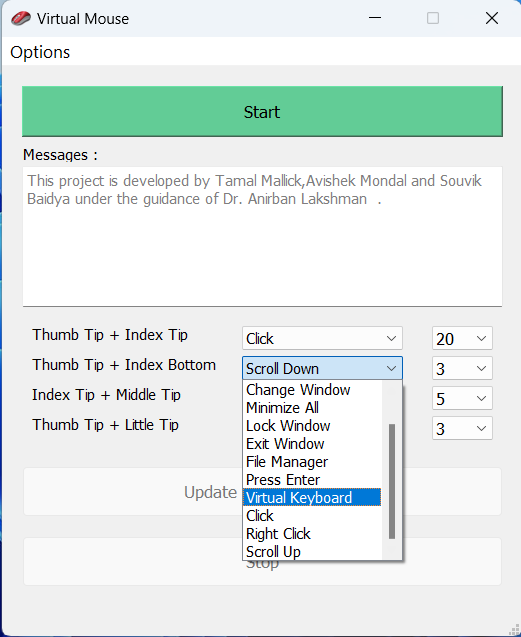 Virtual Mouse
Options
Start
Messages :
This project is developed by Tamal Mallick,Avishek Mondal and Souvik
Baidya under the guidance of Dr. Anirban Lakshman .
Thumb Tip + Index Tip
Click
20
Thumb Tip + Index Bottom
Scroll Down
3
Index Tip + Middle Tip
5
Thumb Tip + Little Tip
3
Change Window
Minimize All
Lock Window
Exit Window
File Manager
Press Enter
Virtual Keyboard
Click
Right Click
Scroll Up
Update
Stop